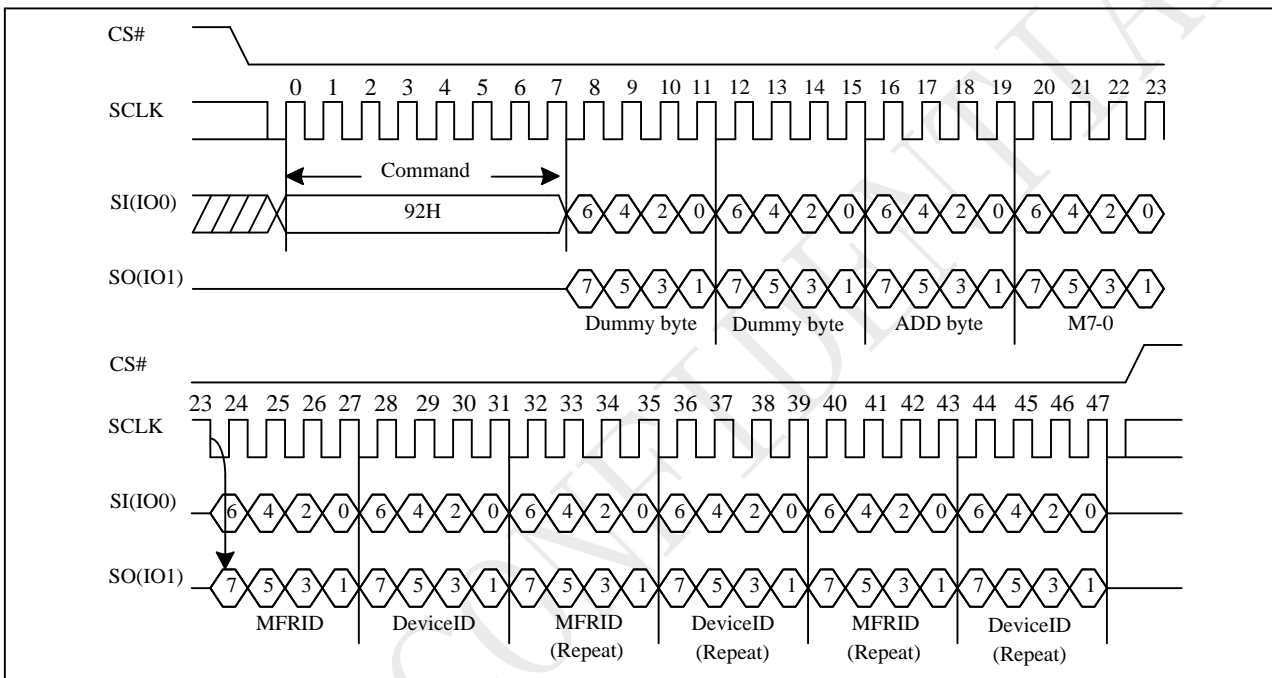 CS#
0 1 2 3 4 5 6 7 8 9 10 11 12 13 14 15 16 17 18 19 20 21 22 23
SCLK
Command
SI(IO0)
92H
6 4 2 0 6 4 2 0 6 4 2 0 6 4 2 0
SO(IO1)
7 5 3 1 7 5 3 1 7 5 3 1 7 5 3 1
Dummy byte Dummy byte ADD byte M7-0
CS#
23 24 25 26 27 28 29 30 31 32 33 34 35 36 37 38 39 40 41 42 43 44 45 46 47
SCLK
SI(IO0)
6 4 2 0 6 4 2 0 6 4 2 0 6 4 2 0 6 4 2 0 6 4 2 0
SO(IO1)
7 5 3 1 7 5 3 1 7 5 3 1 7 5 3 1 7 5 3 1 7 5 3 1
MFRID DeviceID MFRID DeviceID MFRID DeviceID
(Repeat) (Repeat) (Repeat) (Repeat)
CONFIDENTIA